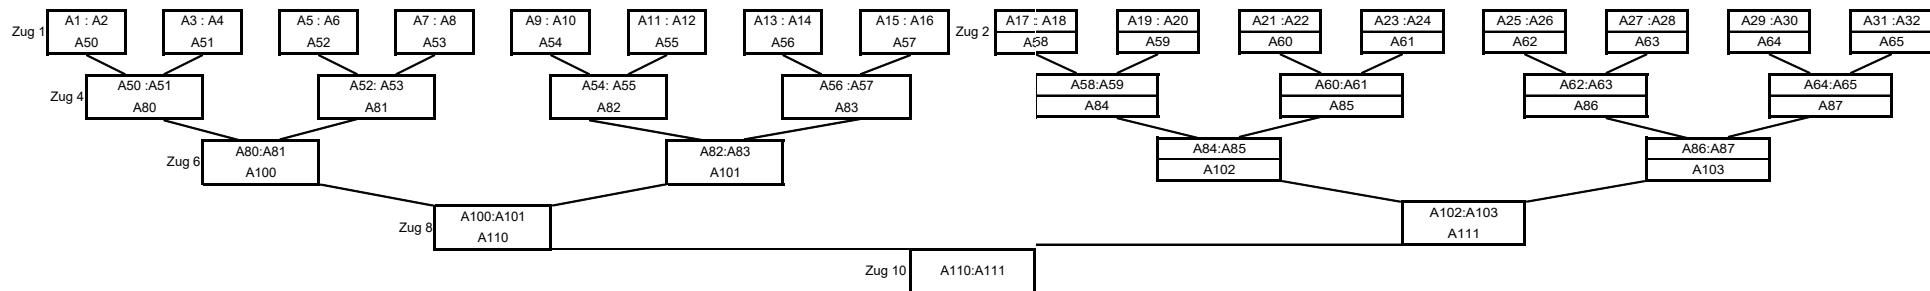 Zug 1
A1 : A2
A50
A3 : A4
A51
A5 : A6
A52
A7 : A8
A53
A9 : A10
A54
A11 : A12
A55
A13 : A14
A56
A15 : A16
A57
Zug 2
A17 : A18
A58
A19 : A20
A59
A21 : A22
A60
A23 : A24
A61
A25 : A26
A62
A27 : A28
A63
A29 : A30
A64
A31 : A32
A65
Zug 4
A50 :A51
A80
A52: A53
A81
A54: A55
A82
A56 :A57
A83
A58:A59
A84
A60:A61
A85
A62:A63
A86
A64:A65
A87
Zug 6
A80:A81
A100
A82:A83
A101
A84:A85
A102
A86:A87
A103
Zug 8
A100:A101
A110
A102:A103
A111
Zug 10
A110:A111